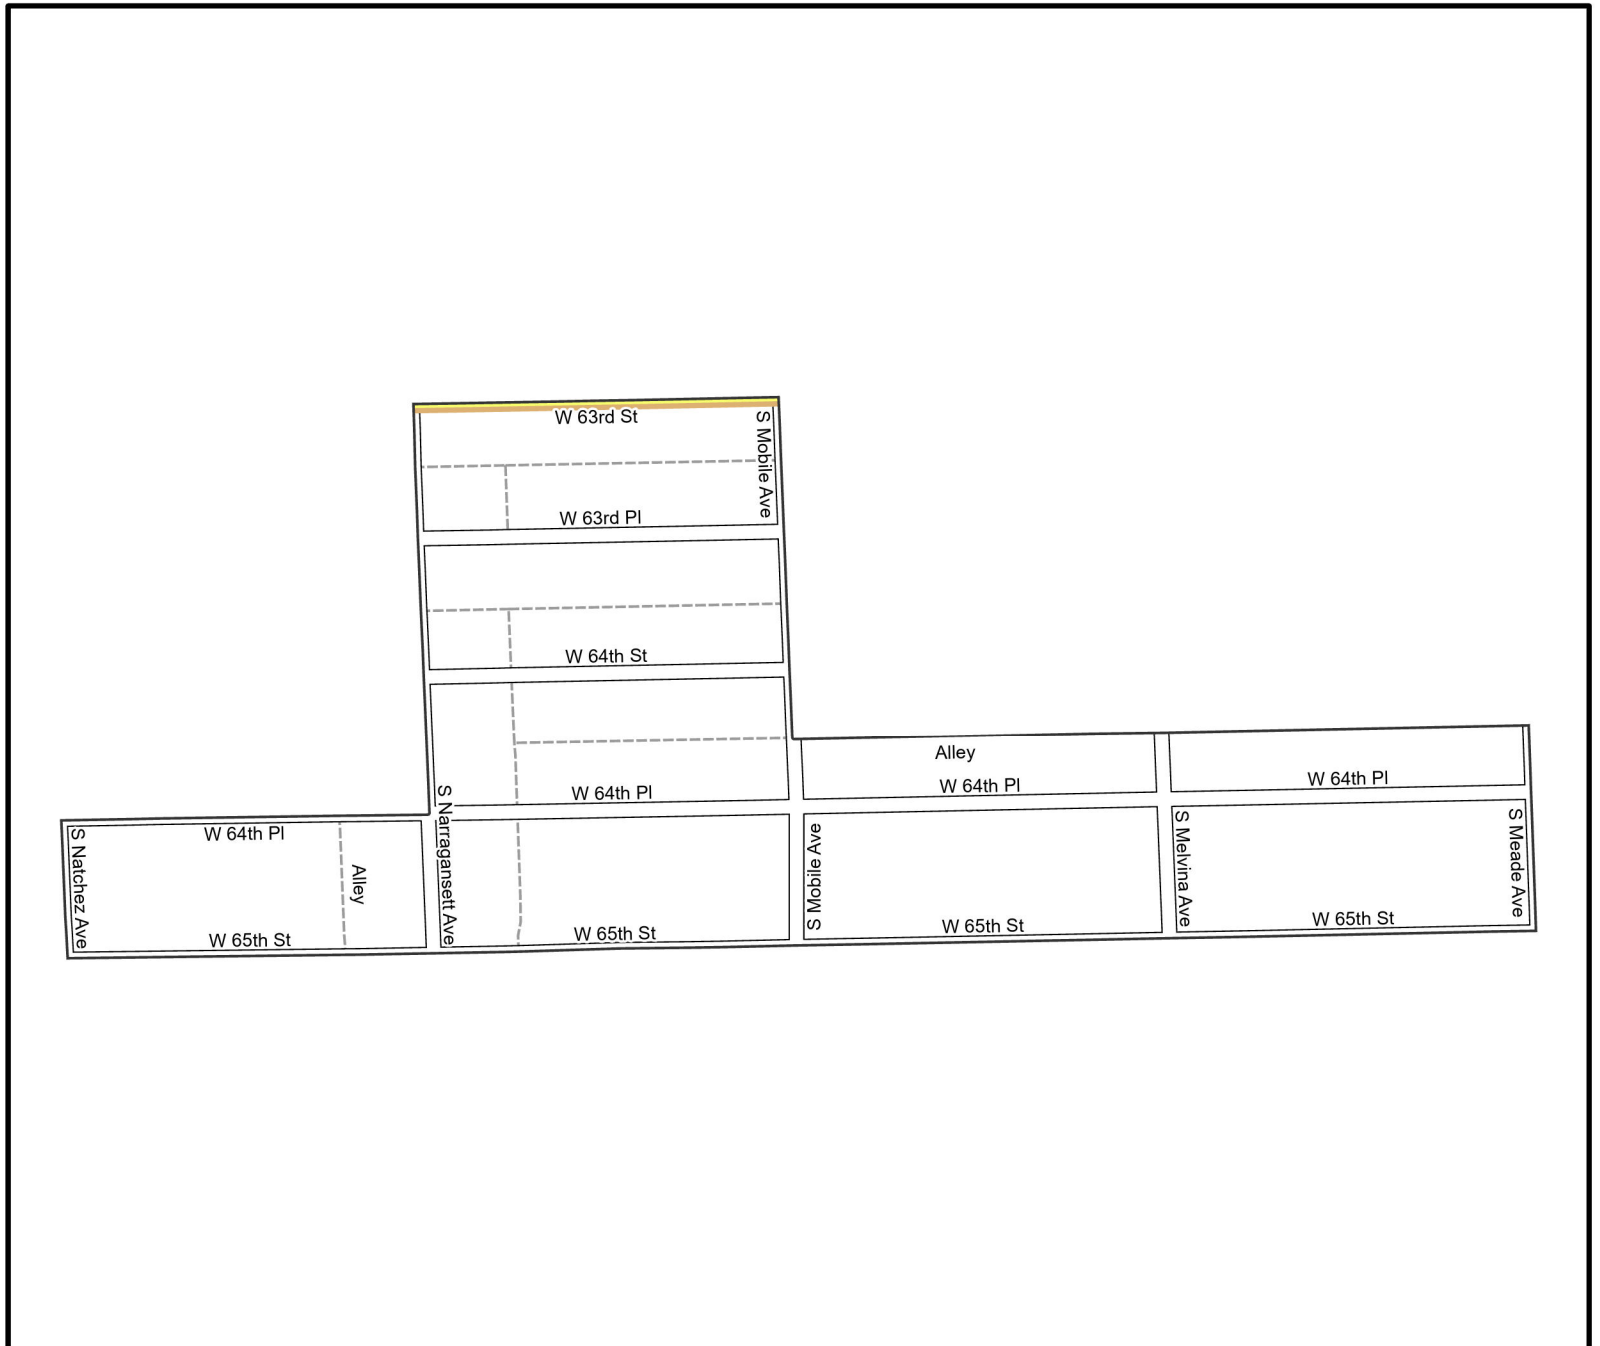 W 63rd St
S Mobile Ave
W 63rd Pl
W 64th St
Alley
W 64th Pl
W 64th Pl
W 64th Pl
S Narragansett Ave
W 64th Pl
S Natchez Ave
Alley
S Mobile Ave
S Melvina Ave
S Meade Ave
W 65th St
W 65th St
W 65th St
W 65th St